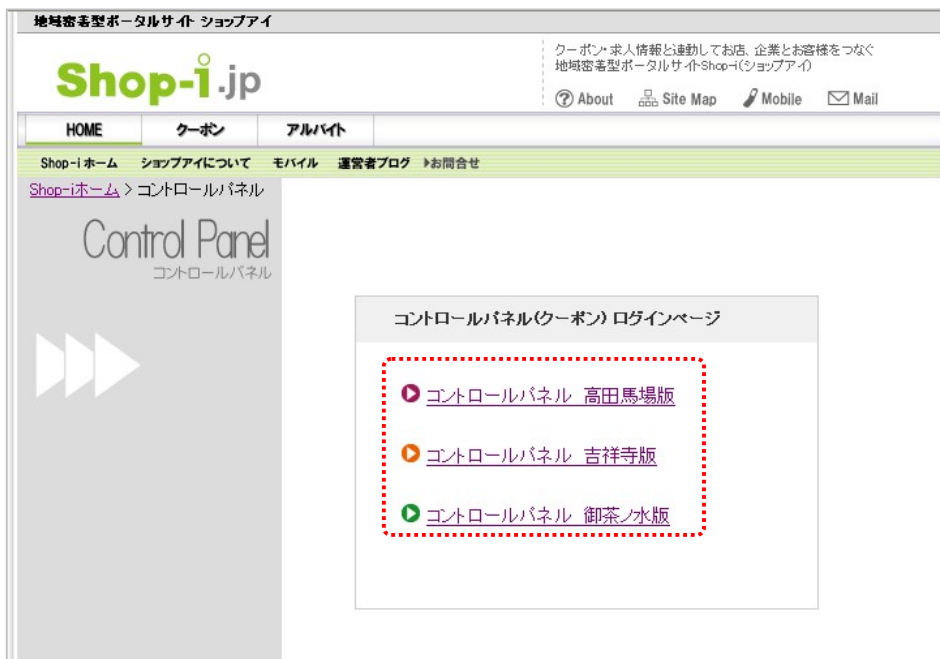 地域密着型ポータルサイト ショップアイ
Shop-i.jp
クーポン・求人情報と連動してお店、企業とお客様をつなぐ
地域密着型ポータルサイトShop-i(ショップアイ)
About Site Map Mobile Mail
HOME クーポン アルバイト
Shop-i ホーム ショップアイについて モバイル 運営者ブログ お問合せ
Shop-iホーム > コントロールパネル
Control Panel
コントロールパネル
コントロールパネル(クーポン) ログインページ
コントロールパネル 高田馬場版
コントロールパネル 吉祥寺版
コントロールパネル 御茶ノ水版